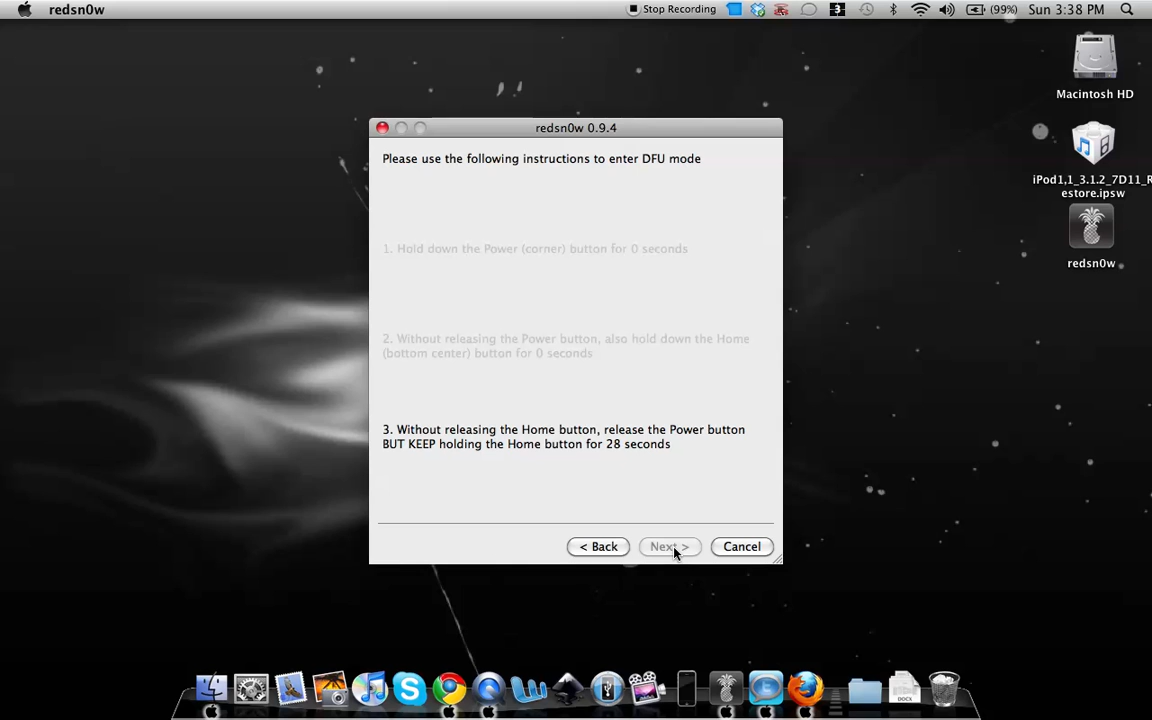 redsn0w
Stop Recording
3
(99%)
Sun 3:38 PM
Macintosh HD
iPod1,1_3.1.2_7D11_R
estore.ipsw
redsn0w
redsn0w 0.9.4
Please use the following instructions to enter DFU mode
1. Hold down the Power (corner) button for 0 seconds
2. Without releasing the Power button, also hold down the Home
(bottom center) button for 0 seconds
3. Without releasing the Home button, release the Power button
BUT KEEP holding the Home button for 28 seconds
< Back
Next >
Cancel
DOCX